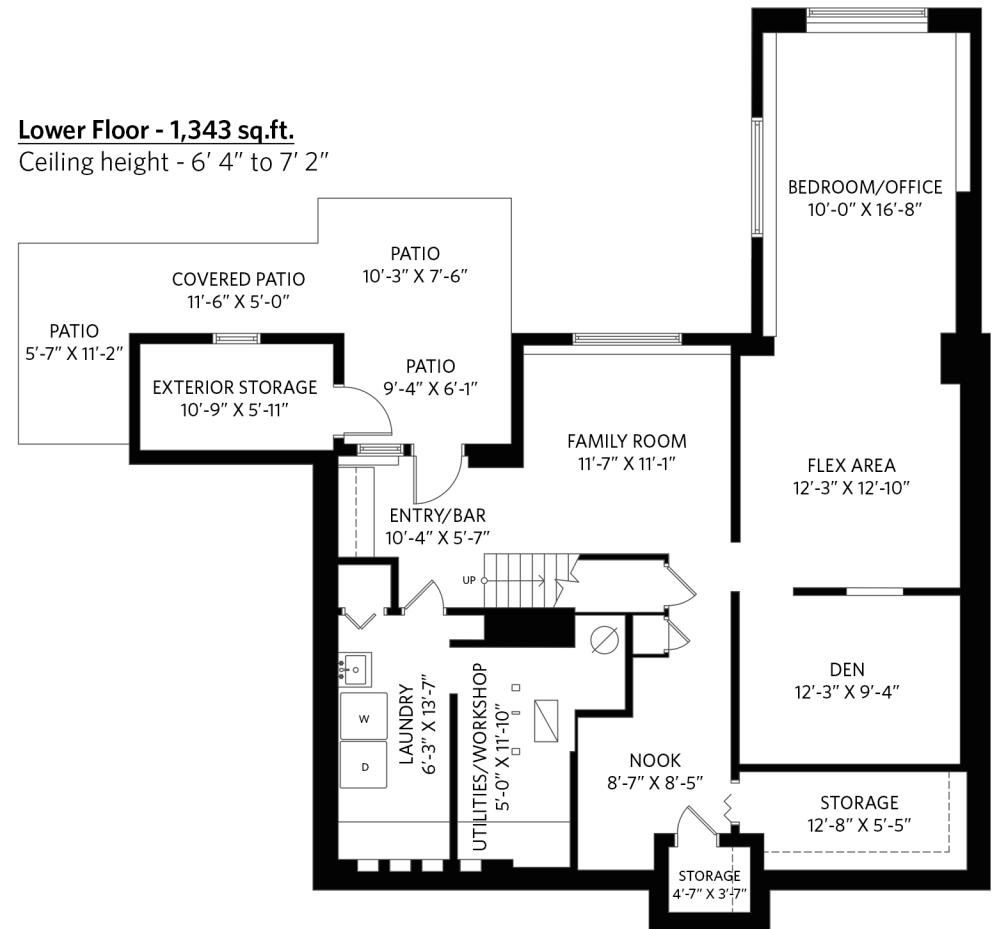 Lower Floor - 1,343 sq.ft.
Ceiling height - 6' 4" to 7' 2"
BEDROOM/OFFICE
10'-0" X 16'-8"
PATIO
10'-3" X 7'-6"
COVERED PATIO
11'-6" X 5'-0"
PATIO
5'-7" X 11'-2"
PATIO
9'-4" X 6'-1"
EXTERIOR STORAGE
10'-9" X 5'-11"
FAMILY ROOM
11'-7" X 11'-1"
FLEX AREA
12'-3" X 12'-10"
ENTRY/BAR
10'-4" X 5'-7"
UP
DEN
12'-3" X 9'-4"
LAUNDRY
6'-3" X 13'-7"
UTILITIES/WORKSHOP
5'-0" X 11'-10"
W
D
NOOK
8'-7" X 8'-5"
STORAGE
12'-8" X 5'-5"
STORAGE
4'-7" X 3'-7"